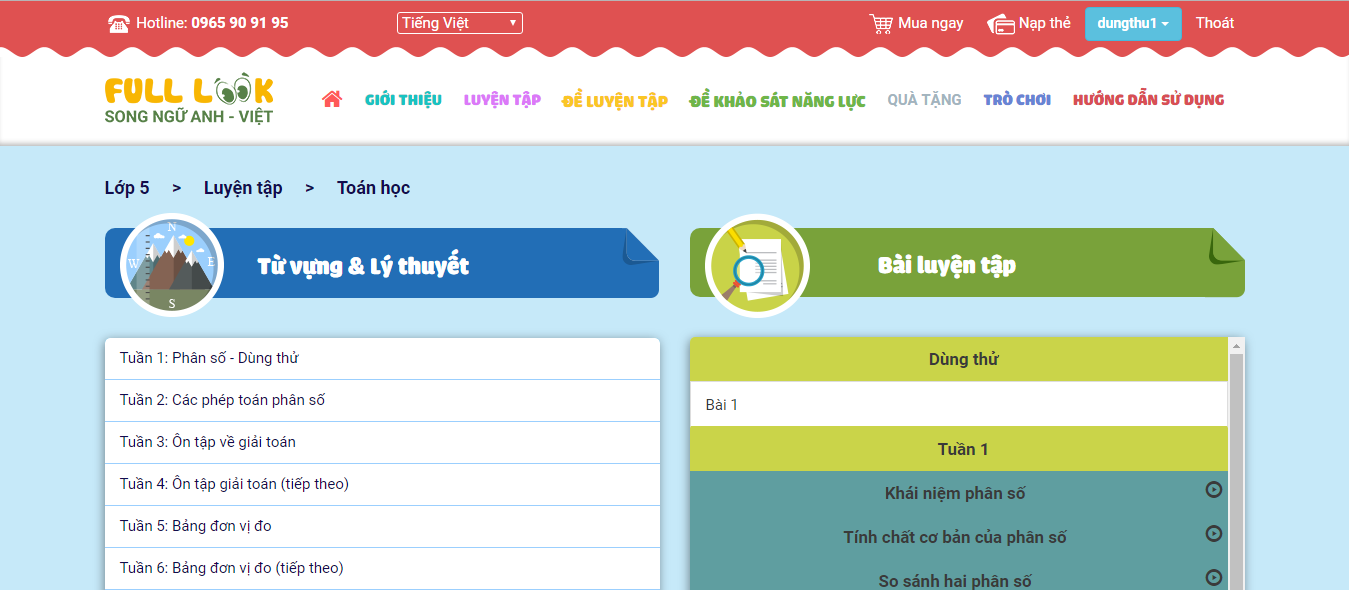 Hotline: 0965 90 91 95
Tiếng Việt
Mua ngay
Nạp thẻ
dungthu1
Thoát
FULL LOOK
SONG NGỮ ANH - VIỆT
GIỚI THIỆU
LUYỆN TẬP
ĐỀ LUYỆN TẬP
ĐỀ KHẢO SÁT NĂNG LỰC
QUÀ TẶNG
TRÒ CHƠI
HƯỚNG DẪN SỬ DỤNG
Lớp 5 > Luyện tập > Toán học
N
W
E
S
Từ vựng & Lý thuyết
Tuần 1: Phân số - Dùng thử
Tuần 2: Các phép toán phân số
Tuần 3: Ôn tập về giải toán
Tuần 4: Ôn tập giải toán (tiếp theo)
Tuần 5: Bảng đơn vị đo
Tuần 6: Bảng đơn vị đo (tiếp theo)
Bài luyện tập
Dùng thử
Bài 1
Tuần 1
Khái niệm phân số
Tính chất cơ bản của phân số
So sánh hai phân số